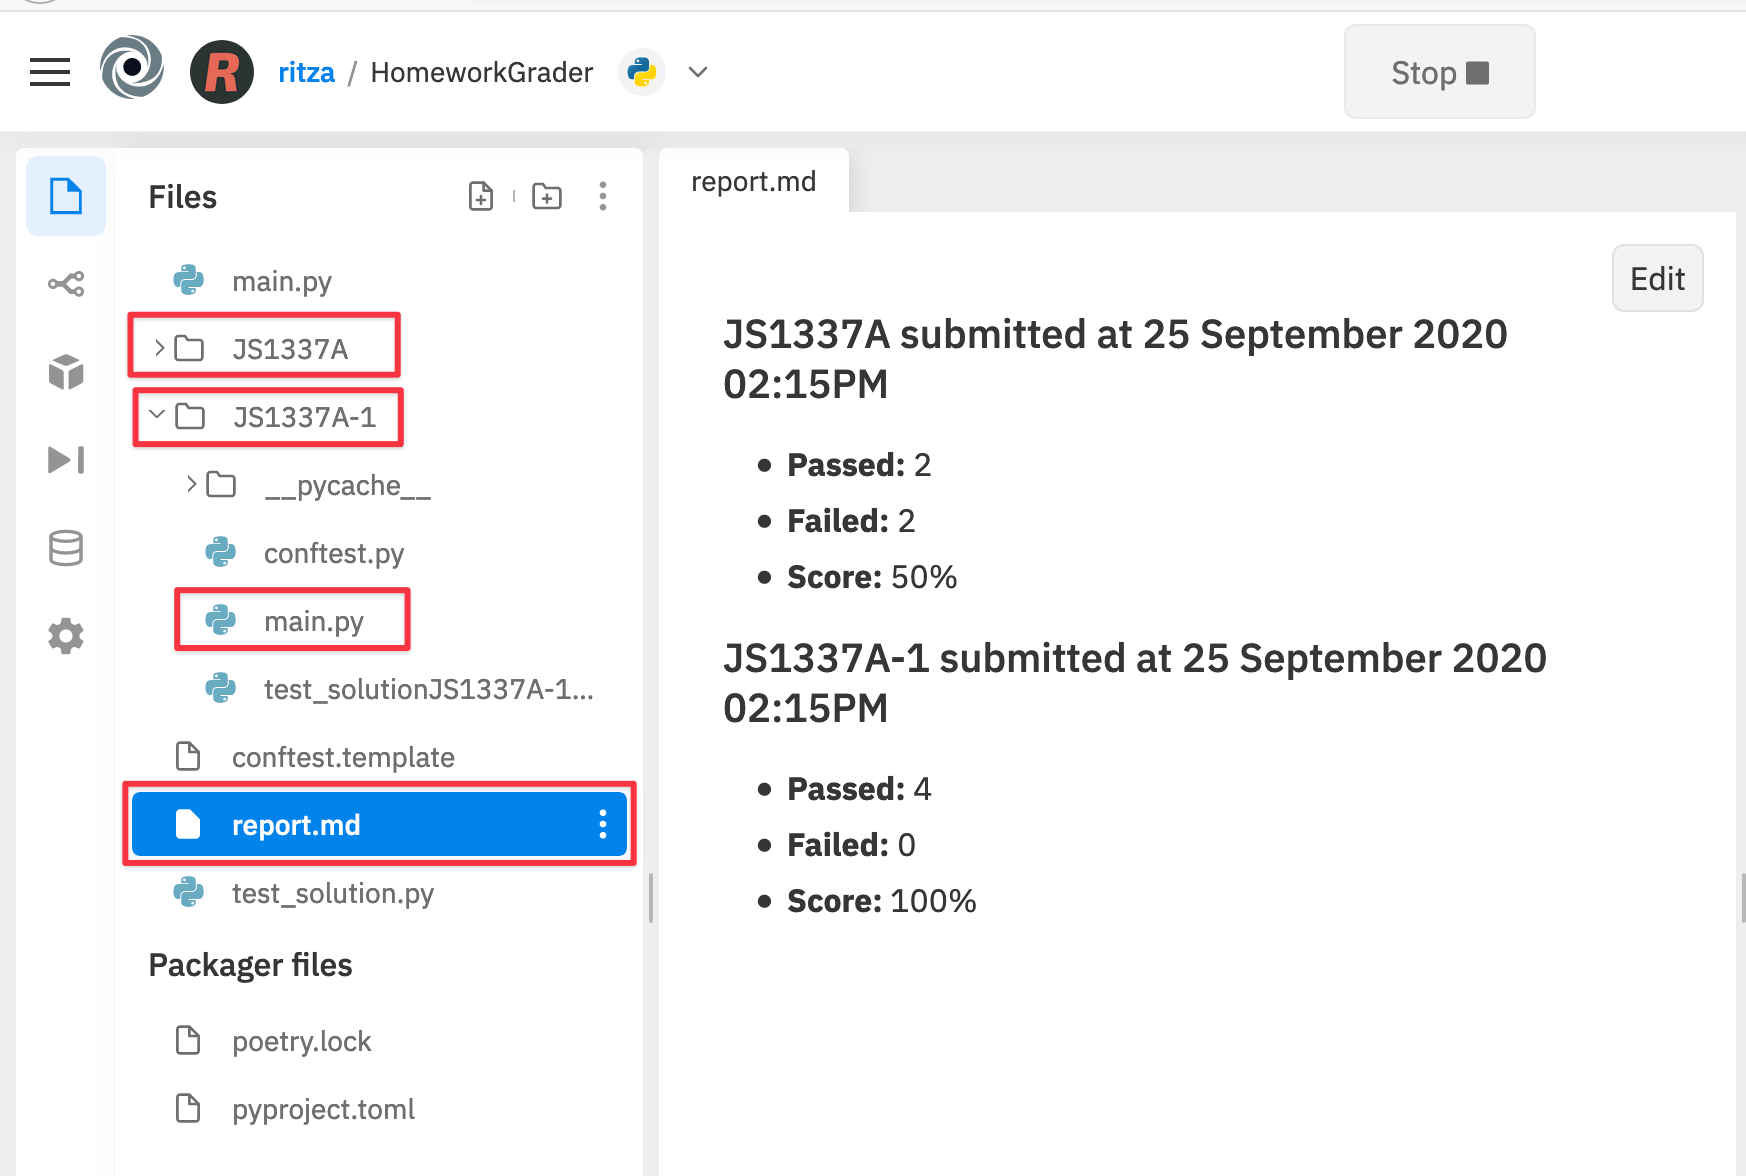 R ritza / HomeworkGrader
Stop
Files
main.py
JS1337A
JS1337A-1
__pycache__
conftest.py
main.py
test_solutionJS1337A-1...
conftest.template
report.md
test_solution.py
Packager files
poetry.lock
pyproject.toml
report.md
Edit
JS1337A submitted at 25 September 2020
02:15PM
• Passed: 2
• Failed: 2
• Score: 50%
JS1337A-1 submitted at 25 September 2020
02:15PM
• Passed: 4
• Failed: 0
• Score: 100%